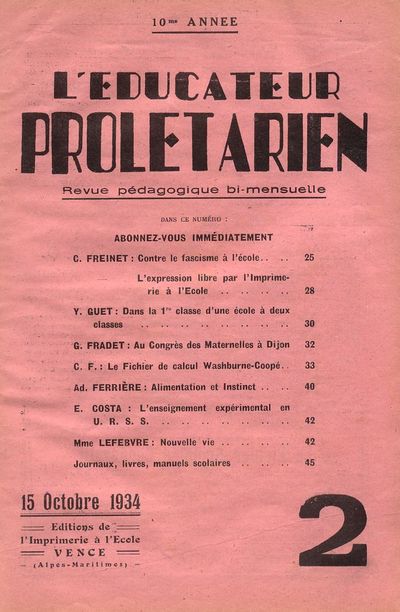 10me ANNEE
L'EDUCATEUR
PROLETARIEN
Revue pédagogique bi-mensuelle
DANS CE NUMÉRO :
ABONNEZ-VOUS IMMÉDIATEMENT
C. FREINET : Contre le fascisme à l'école.. .. 25
L'expression libre par l'Imprime-
rie à l'Ecole .. .. .. .. .. 28
Y. GUET : Dans la 1re classe d'une école à deux
classes .. .. .. .. .. .. .. .. .. .. 30
G. FRADET : Au Congrès des Maternelles à Dijon 32
C. F. : Le Fichier de calcul Washburne-Coopé.. 33
Ad. FERRIÈRE : Alimentation et Instinct .. .. .. 40
E. COSTA : L'enseignement expérimental en
U. R. S. S. .. .. .. .. .. .. .. .. .. 42
Mme LEFEBVRE : Nouvelle vie .. .. .. .. .. 42
Journaux, livres, manuels scolaires .. .. .. .. 45
15 Octobre 1934
Editions de
l'Imprimerie à l'Ecole
VENCE
- (Alpes-Maritimes) -
2